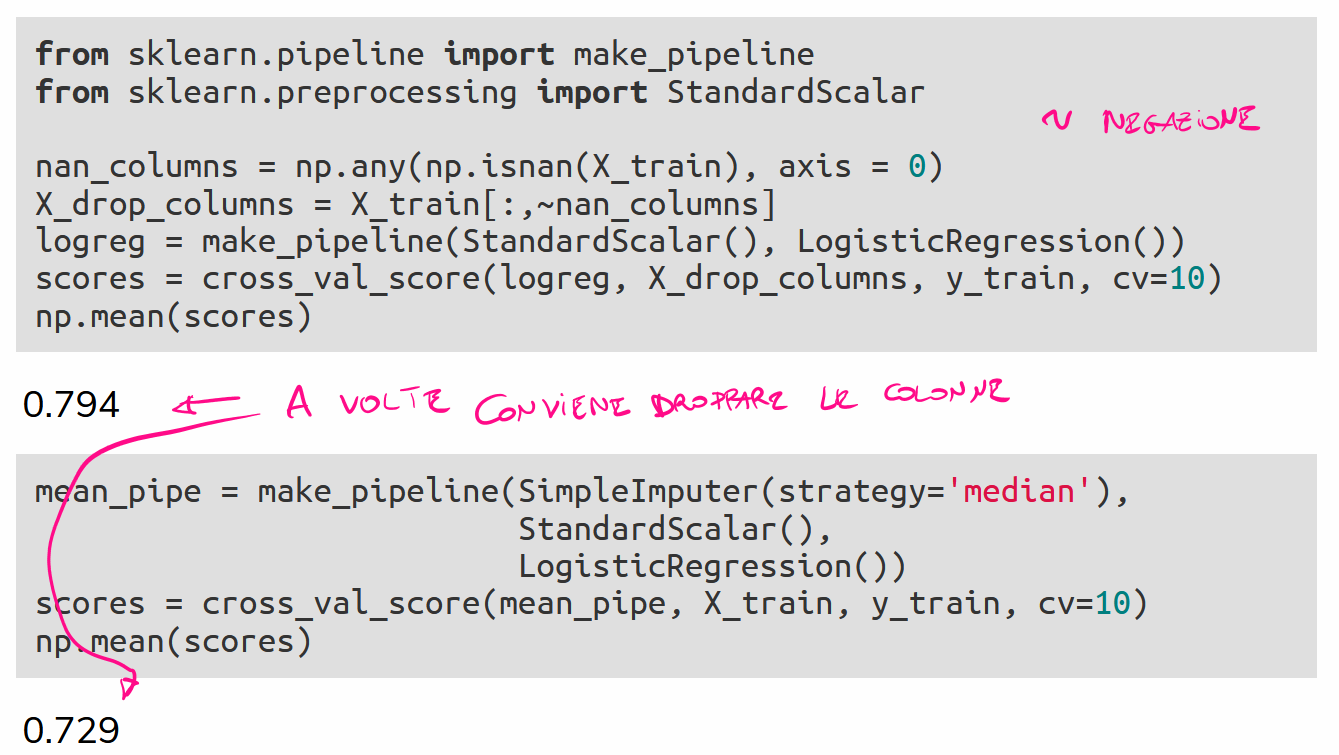 from sklearn.pipeline import make_pipeline
from sklearn.preprocessing import StandardScalar
~ NEGAZIONE
nan_columns = np.any(np.isnan(X_train), axis = 0)
X_drop_columns = X_train[:,~nan_columns]
logreg = make_pipeline(StandardScalar(), LogisticRegression())
scores = cross_val_score(logreg, X_drop_columns, y_train, cv=10)
np.mean(scores)
0.794 A VOLTE CONVIENE DROPPARE LE COLONNE
mean_pipe = make_pipeline(SimpleImputer(strategy='median'),
StandardScalar(),
LogisticRegression())
scores = cross_val_score(mean_pipe, X_train, y_train, cv=10)
np.mean(scores)
0.729